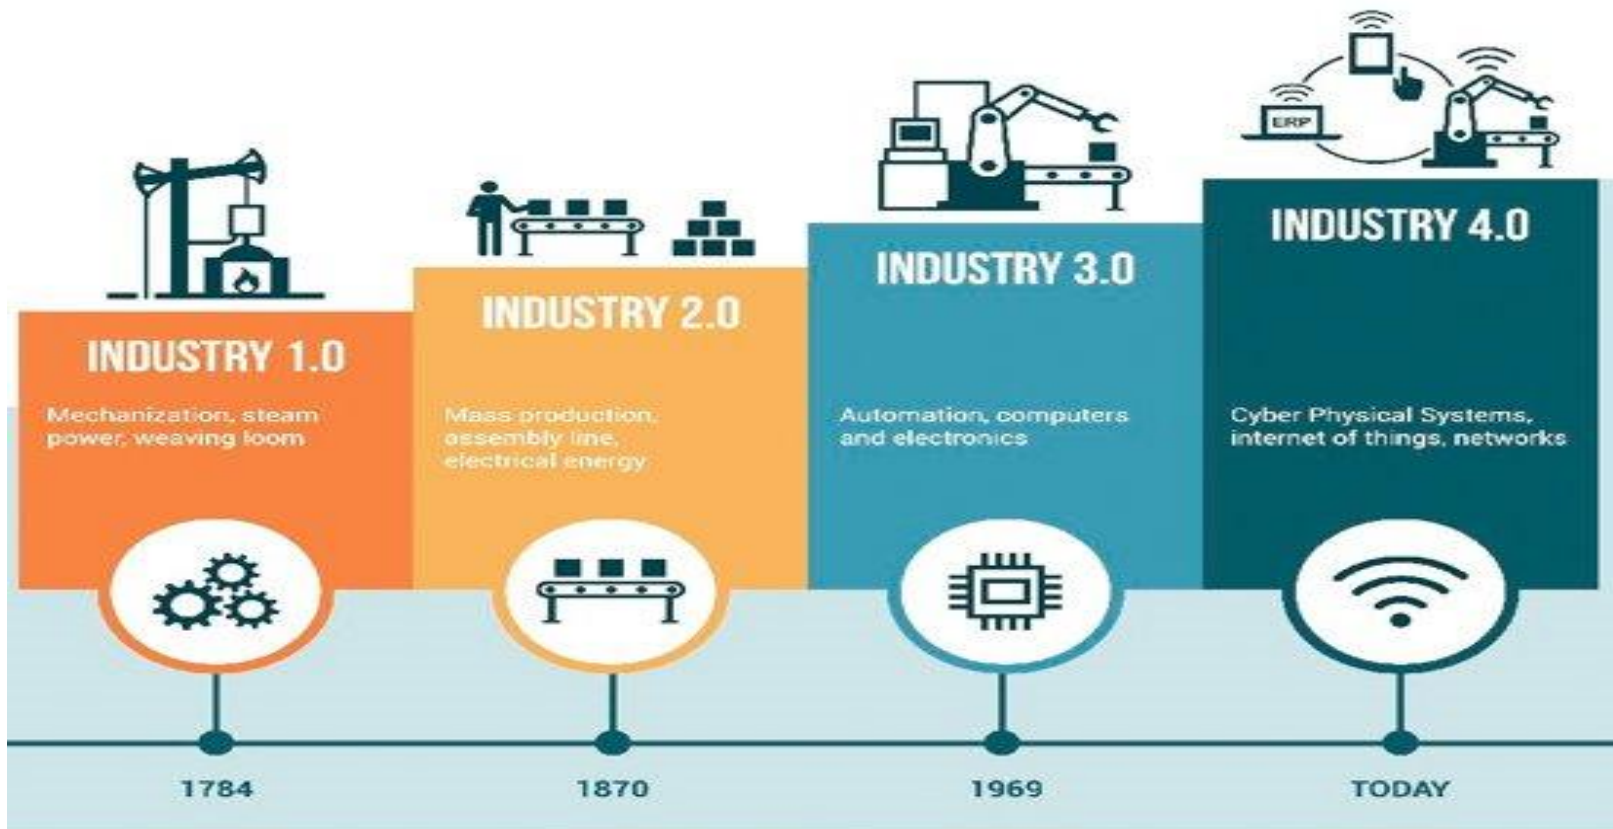 ERP
INDUSTRY 1.0
Mechanization, steam
power, weaving loom
INDUSTRY 2.0
Mass production,
assembly line,
electrical energy
INDUSTRY 3.0
Automation, computers
and electronics
INDUSTRY 4.0
Cyber Physical Systems,
internet of things, networks
1784
1870
1969
TODAY